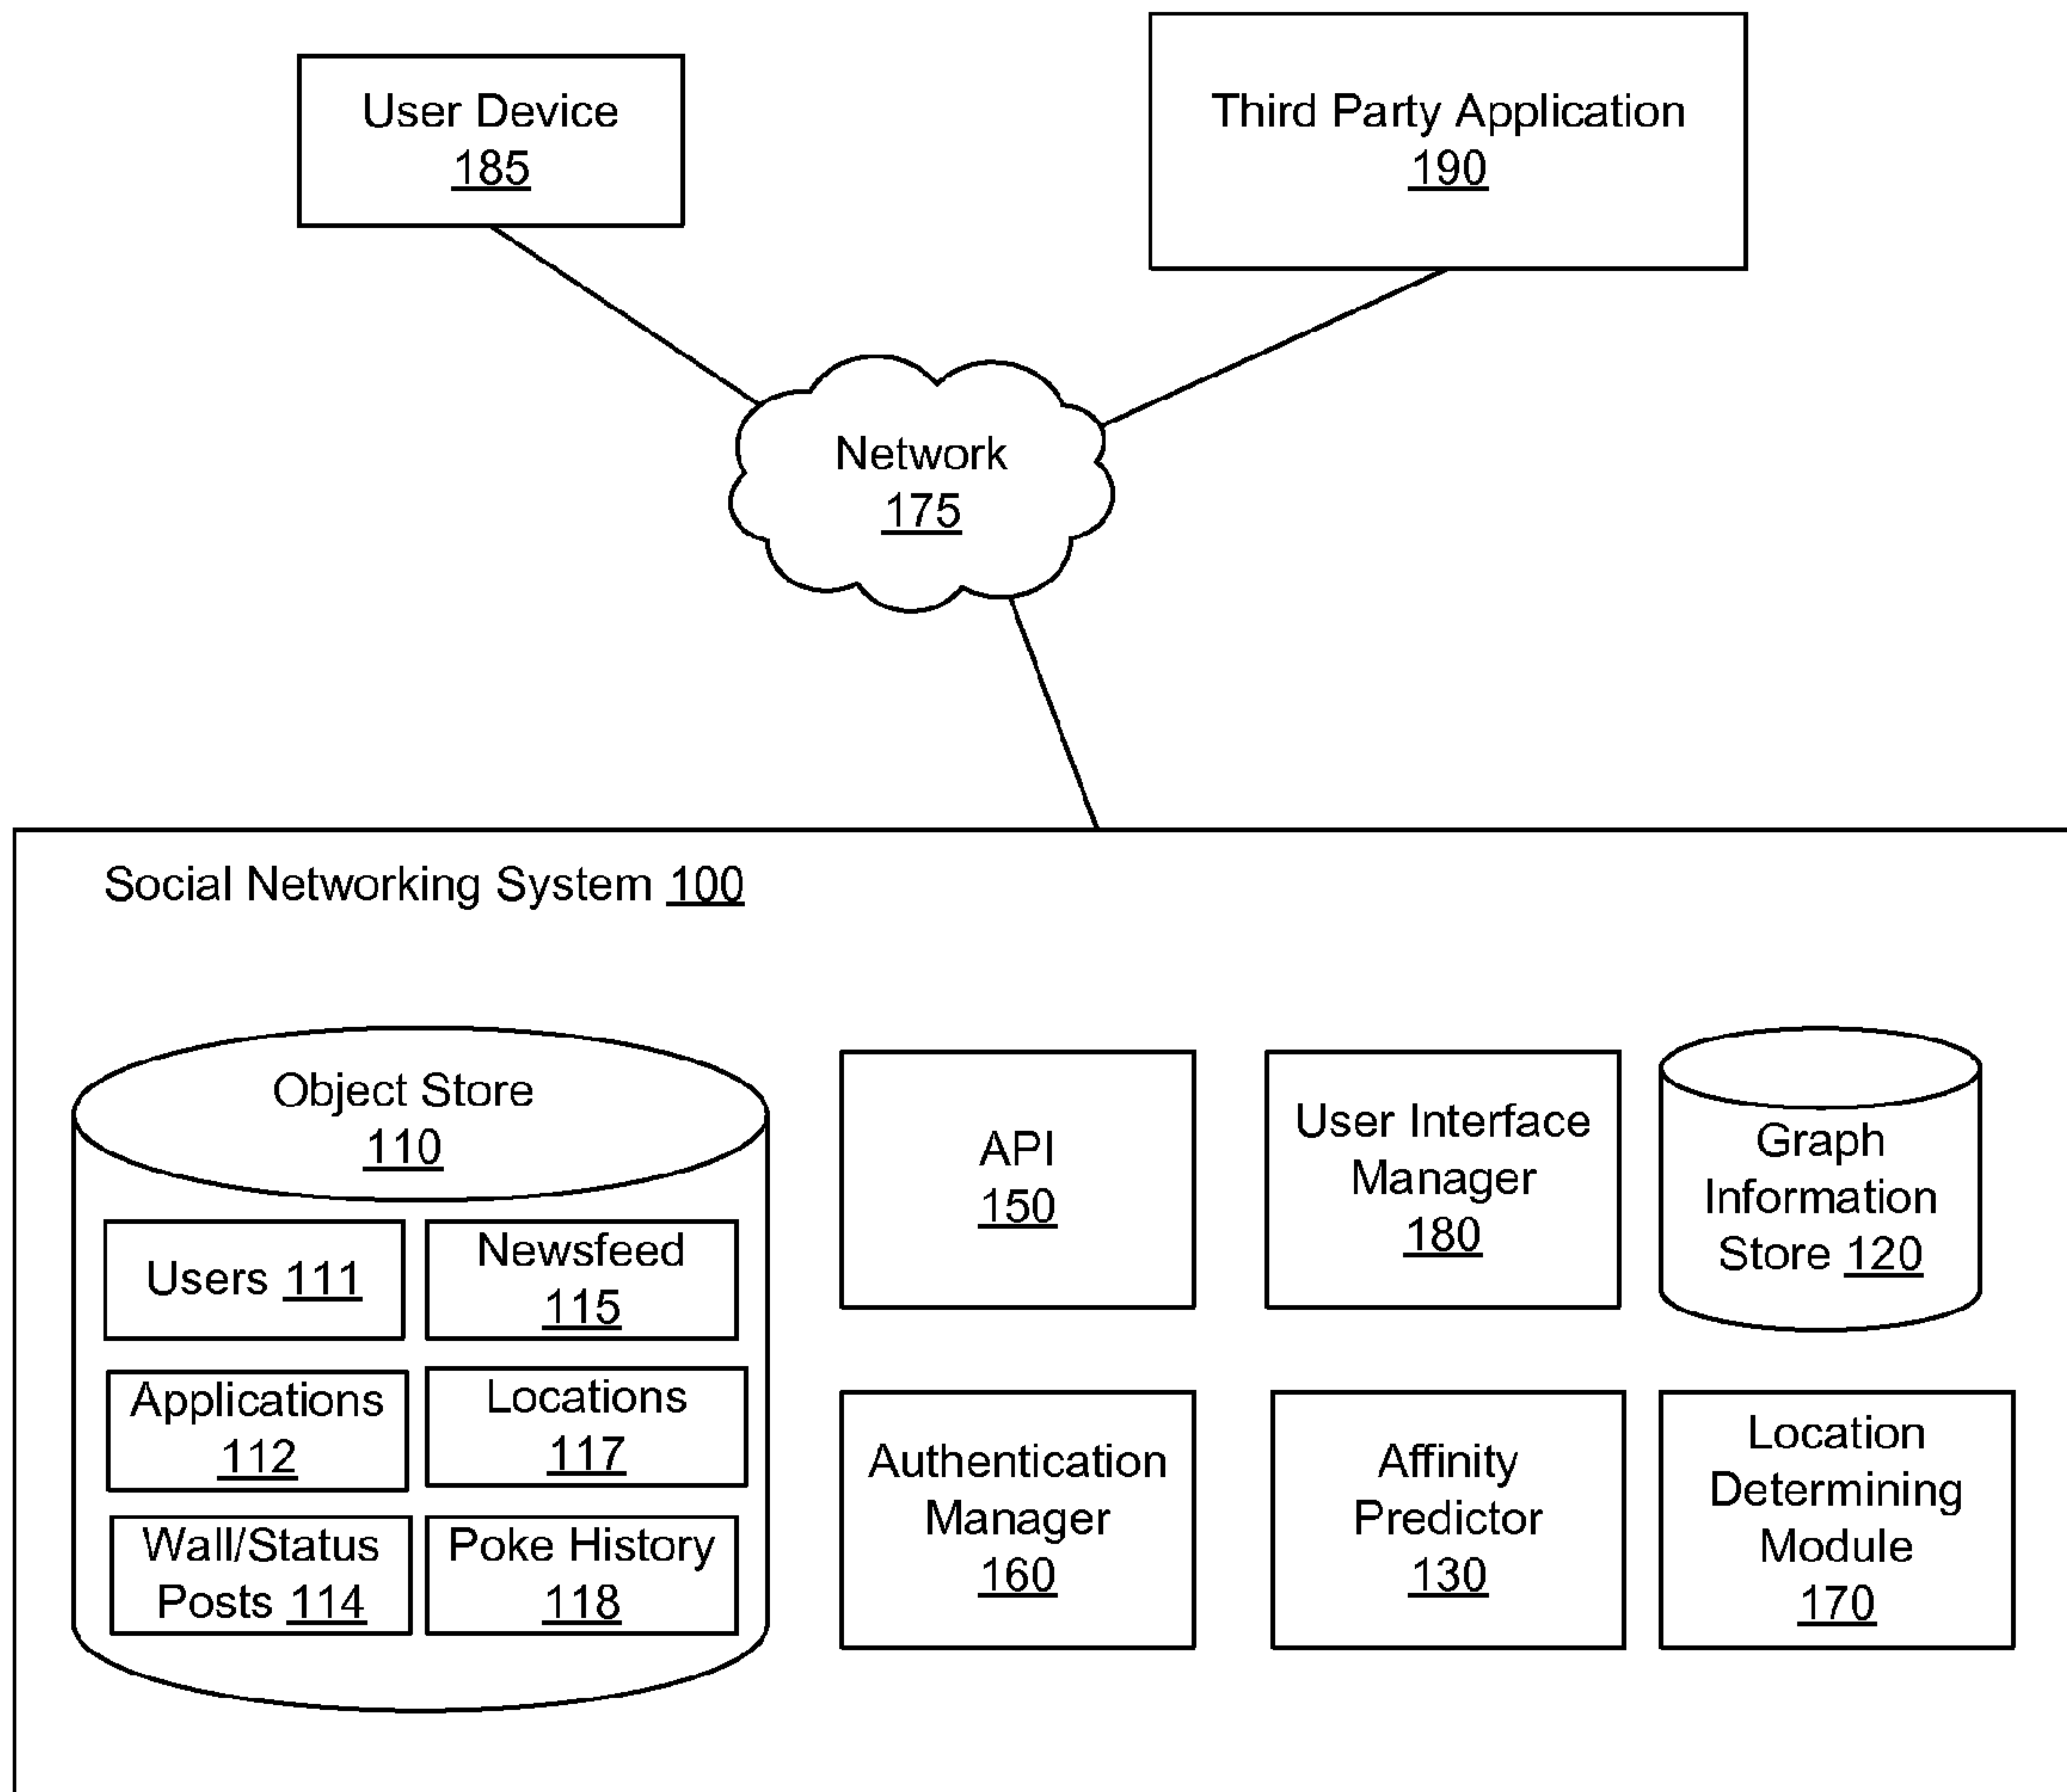 User Device
185
Third Party Application
190
Network
175
Social Networking System 100
Object Store
110
Users 111
Newsfeed
115
Applications
112
Locations
117
Wall/Status
Posts 114
Poke History
118
API
150
User Interface
Manager
180
Graph
Information
Store 120
Authentication
Manager
160
Affinity
Predictor
130
Location
Determining
Module
170